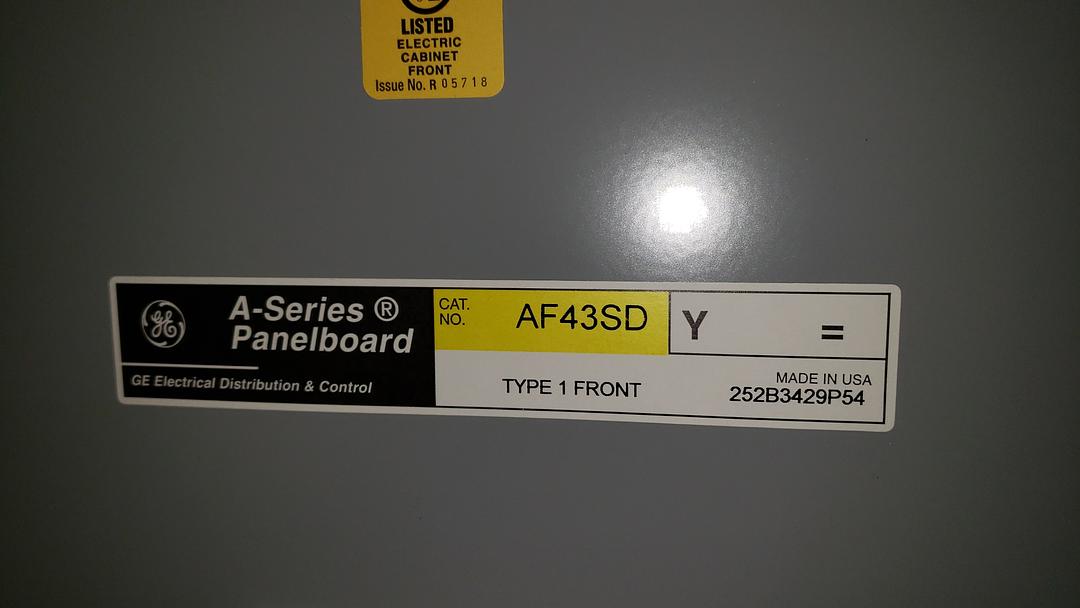 LISTED
ELECTRIC
CABINET
FRONT
Issue No. R 05718
GE
A-Series ®
Panelboard
GE Electrical Distribution & Control
CAT.
NO.
AF43SD
Y =
TYPE 1 FRONT
MADE IN USA
252B3429P54